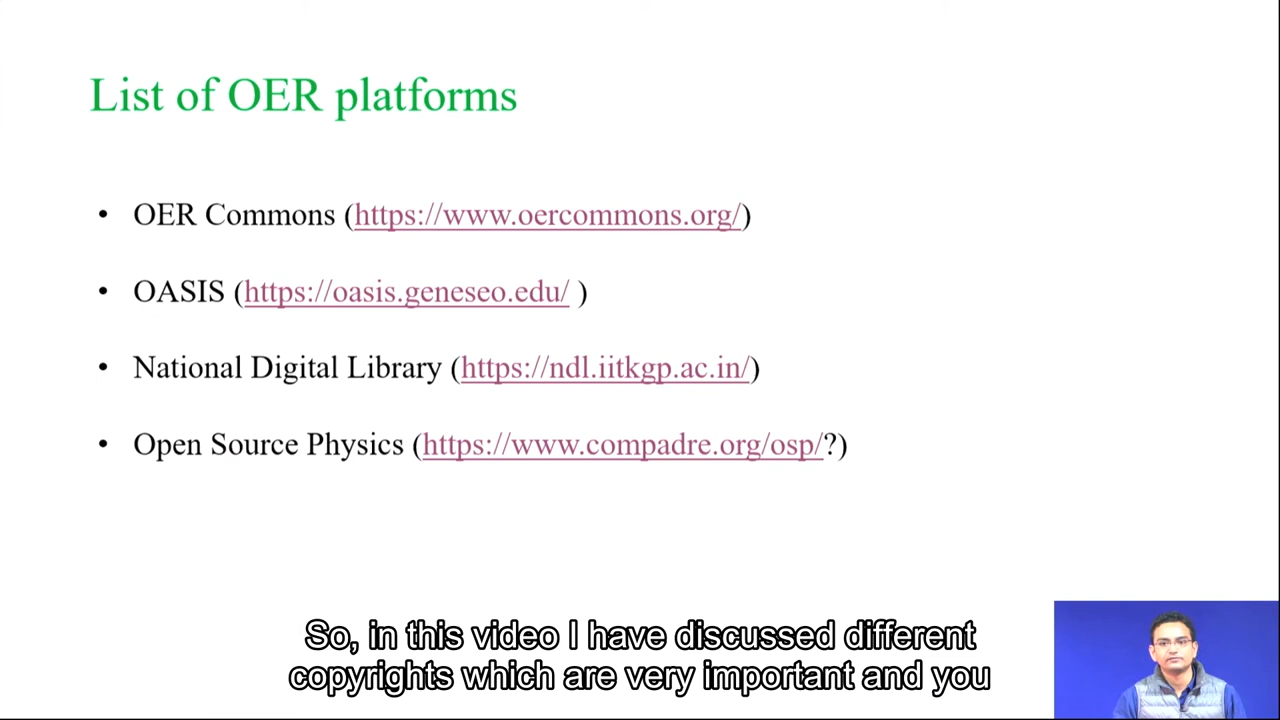 List of OER platforms
• OER Commons (https://www.oercommons.org/)
• OASIS (https://oasis.geneseo.edu/ )
• National Digital Library (https://ndl.iitkgp.ac.in/)
• Open Source Physics (https://www.compadre.org/osp/?)
So, in this video I have discussed different
copyrights which are very important and you